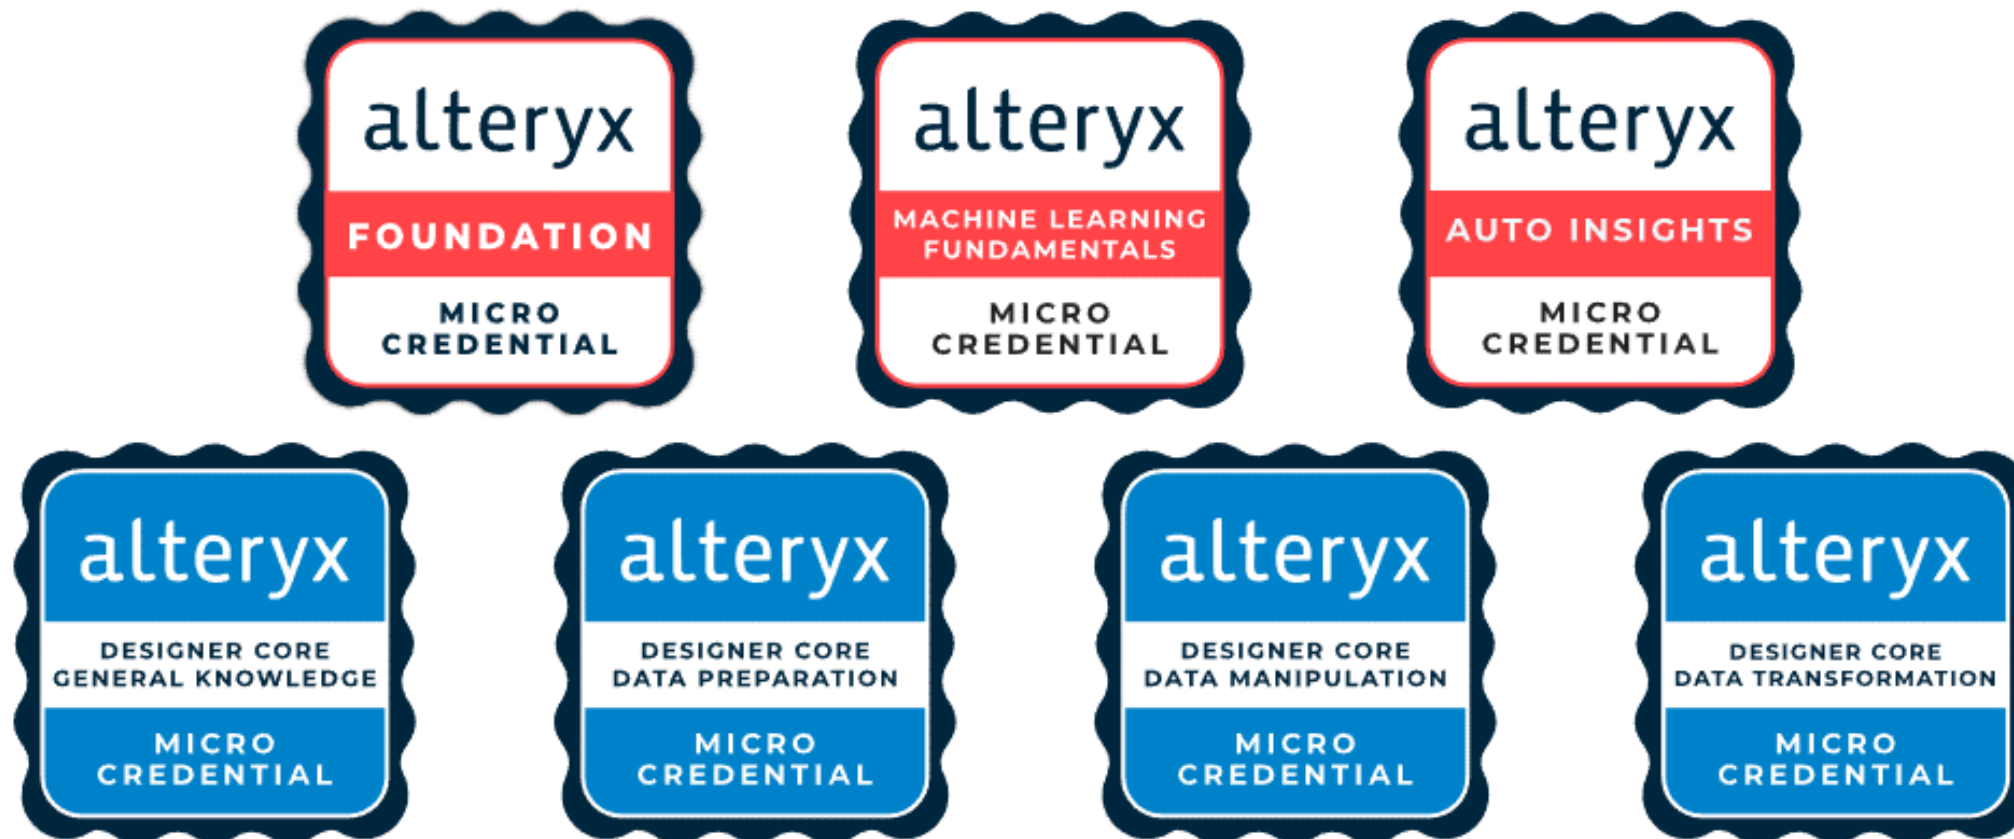 alteryx
FOUNDATION
MICRO
CREDENTIAL
alteryx
MACHINE LEARNING
FUNDAMENTALS
MICRO
CREDENTIAL
alteryx
AUTO INSIGHTS
MICRO
CREDENTIAL
alteryx
DESIGNER CORE
GENERAL KNOWLEDGE
MICRO
CREDENTIAL
alteryx
DESIGNER CORE
DATA PREPARATION
MICRO
CREDENTIAL
alteryx
DESIGNER CORE
DATA MANIPULATION
MICRO
CREDENTIAL
alteryx
DESIGNER CORE
DATA TRANSFORMATION
MICRO
CREDENTIAL